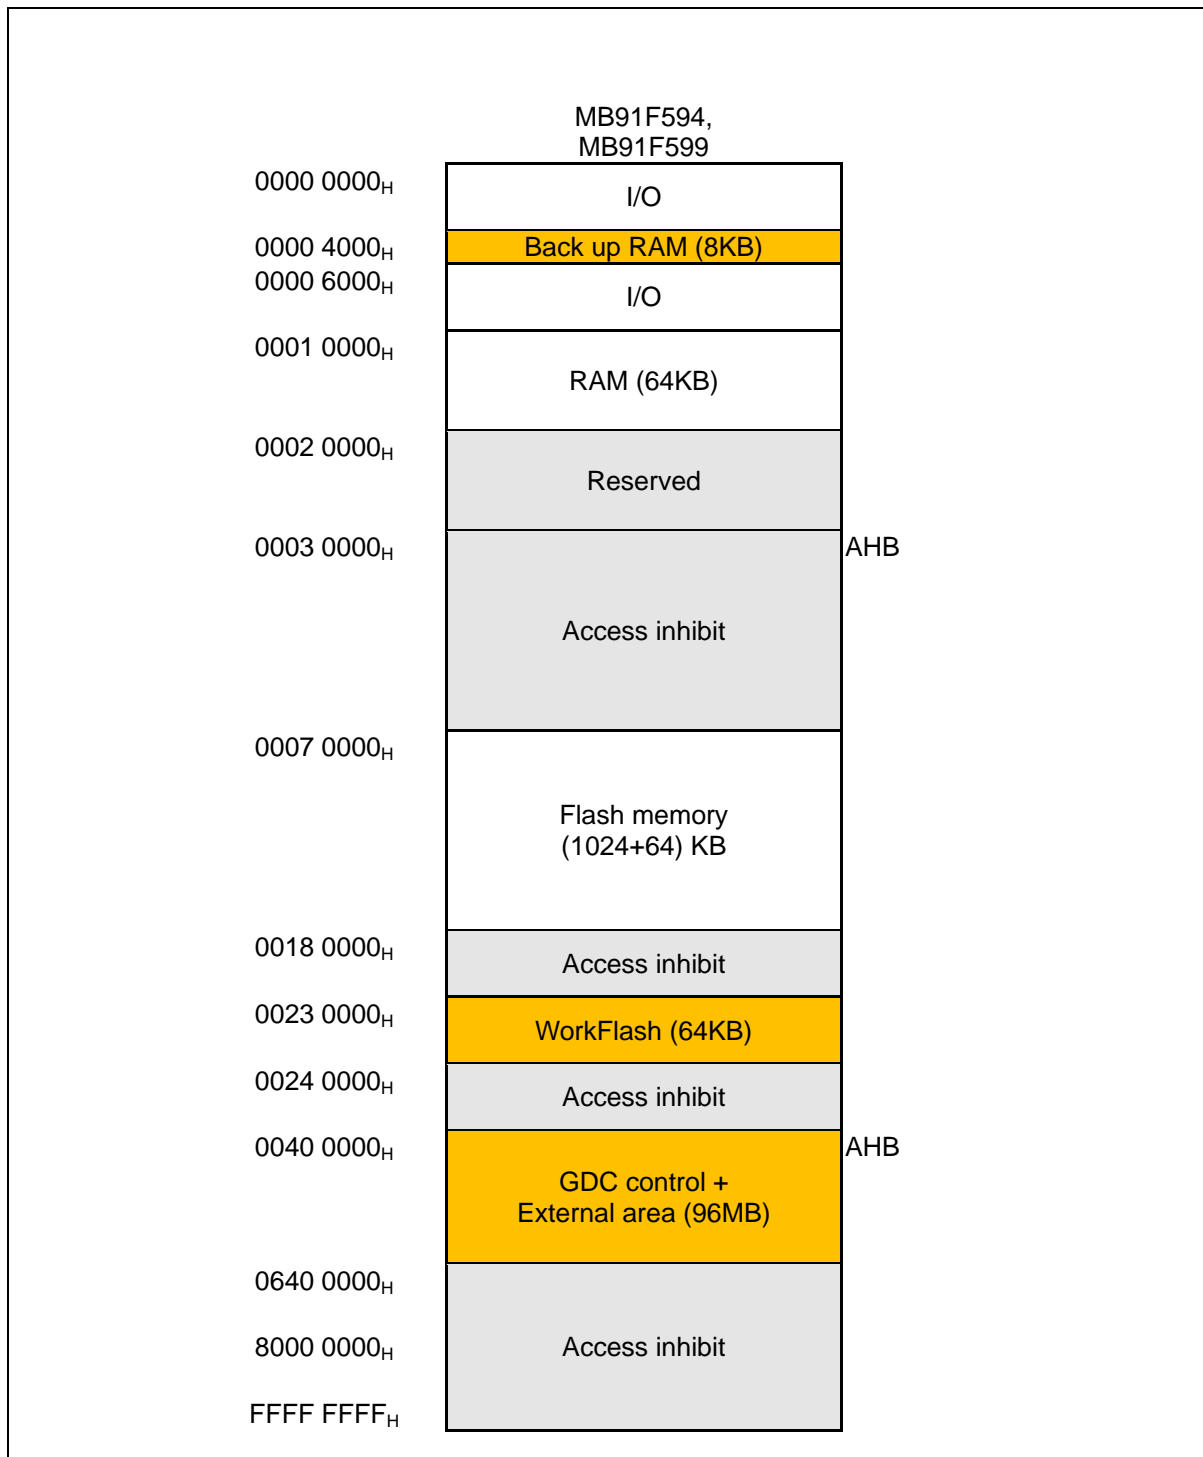 MB91F594,
MB91F599
0000 0000H
I/O
0000 4000H
Back up RAM (8KB)
0000 6000H
I/O
0001 0000H
RAM (64KB)
0002 0000H
Reserved
0003 0000H
AHB
Access inhibit
0007 0000H
Flash memory
(1024+64) KB
0018 0000H
Access inhibit
0023 0000H
WorkFlash (64KB)
0024 0000H
Access inhibit
0040 0000H
AHB
GDC control +
External area (96MB)
0640 0000H
8000 0000H
Access inhibit
FFFF FFFFH